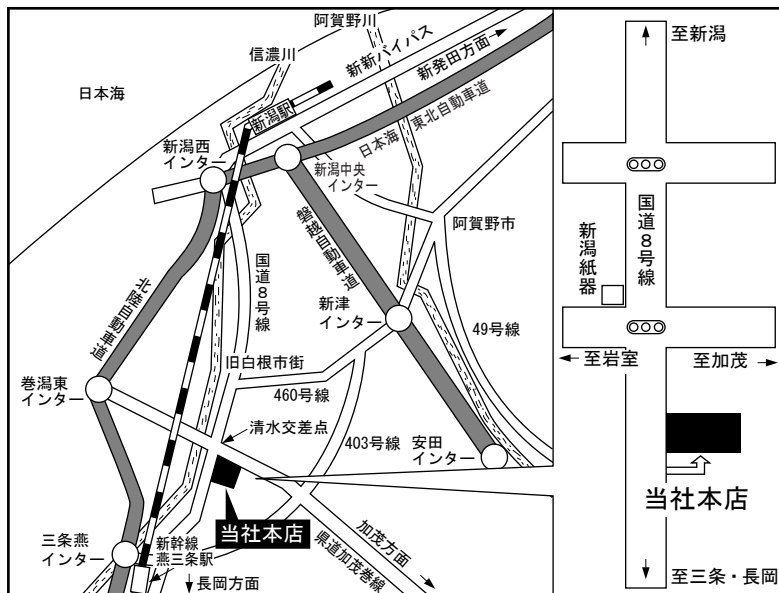 阿賀野川
信濃川
新新バイパス
新発田方面
日本海
新潟駅
日本海東北自動車道
新潟西
インター
新潟中央
インター
阿賀野市
磐越自動車道
国道8号線
北陸自動車道
新津
インター
49号線
旧白根市街
巻潟東
インター
460号線
清水交差点
403号線
安田
インター
当社本店
三条燕
インター
新幹線
燕三条駅
加茂方面
県道加茂巻線
長岡方面
至新潟
国道8号線
新潟紙器
至岩室
至加茂
当社本店
至三条・長岡